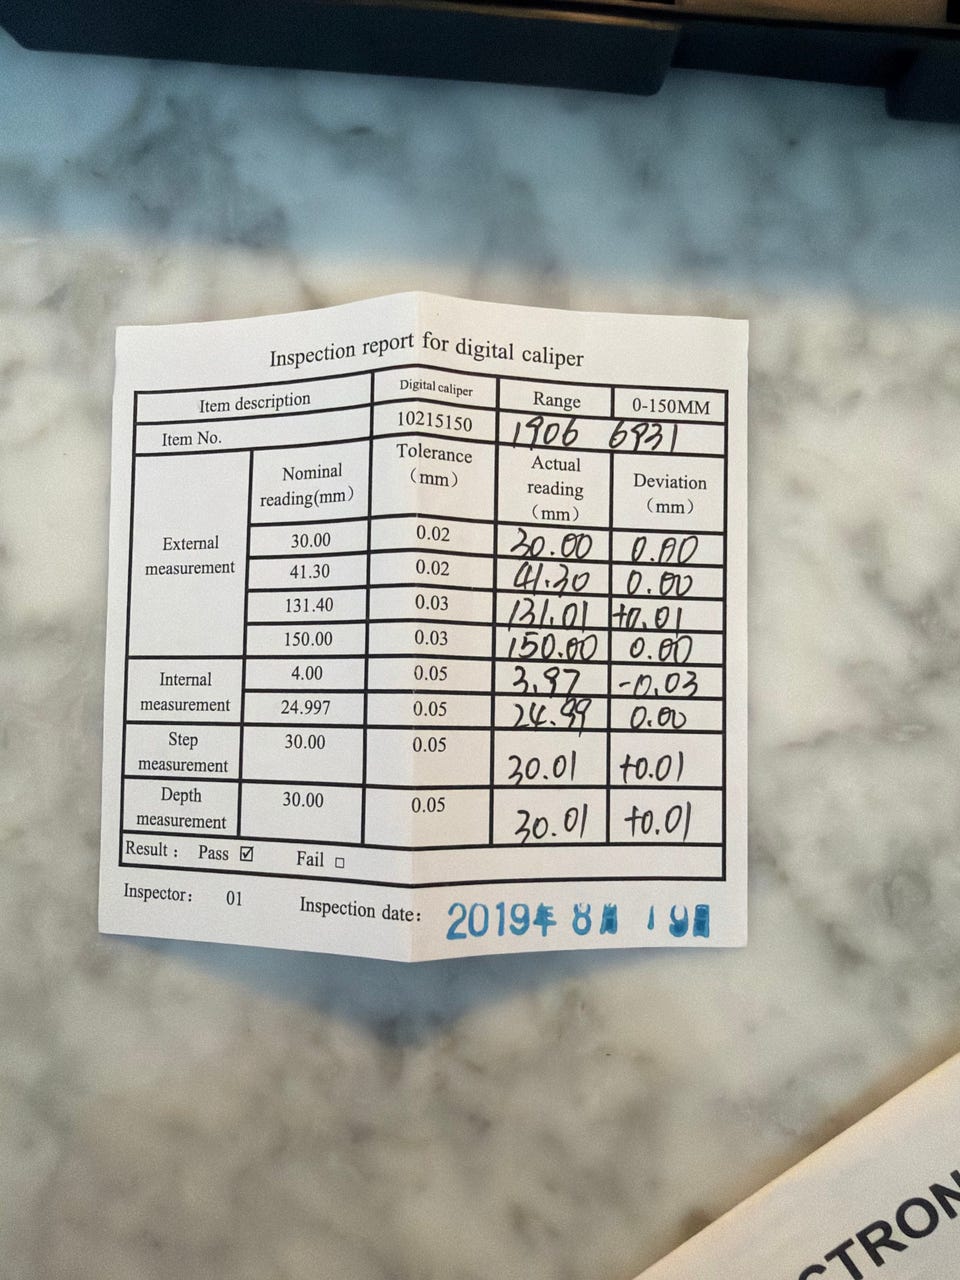 Inspection report for digital caliper
Item description Digital caliper Range 0-150MM
Item No. 10215150 1906 6931
External measurement Nominal reading(mm) Tolerance (mm) Actual reading (mm) Deviation (mm)
30.00 0.02 30.00 0.00
41.30 0.02 41.30 0.00
131.40 0.03 131.01 +0.01
150.00 0.03 150.00 0.00
Internal measurement 4.00 0.05 3.97 -0.03
24.997 0.05 24.99 0.00
Step measurement 30.00 0.05 30.01 +0.01
Depth measurement 30.00 0.05 30.01 +0.01
Result : Pass ☑ Fail □
Inspector: 01 Inspection date: 2019年 8月 19日
CTRON